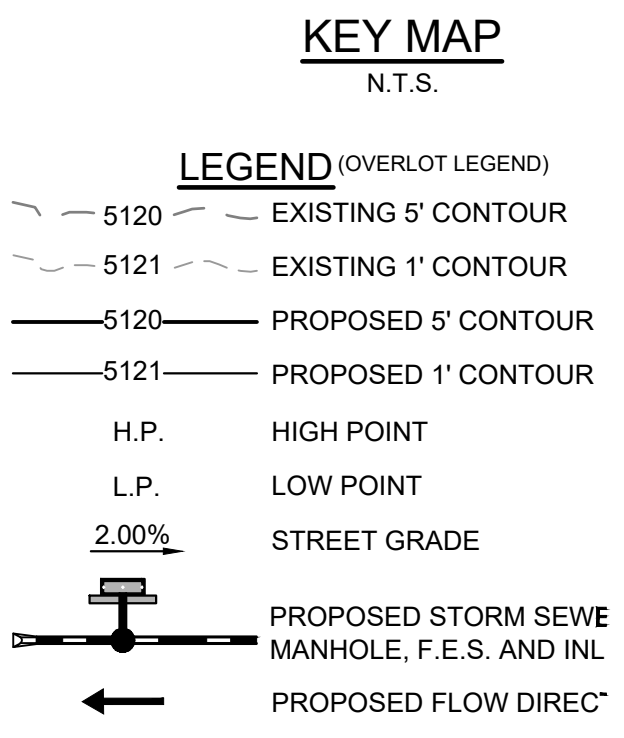 KEY MAP
N.T.S.
LEGEND (OVERLOT LEGEND)
5120 EXISTING 5' CONTOUR
5121 EXISTING 1' CONTOUR
5120 PROPOSED 5' CONTOUR
5121 PROPOSED 1' CONTOUR
H.P. HIGH POINT
L.P. LOW POINT
2.00% STREET GRADE
PROPOSED STORM SEWE
MANHOLE, F.E.S. AND INL
PROPOSED FLOW DIREC